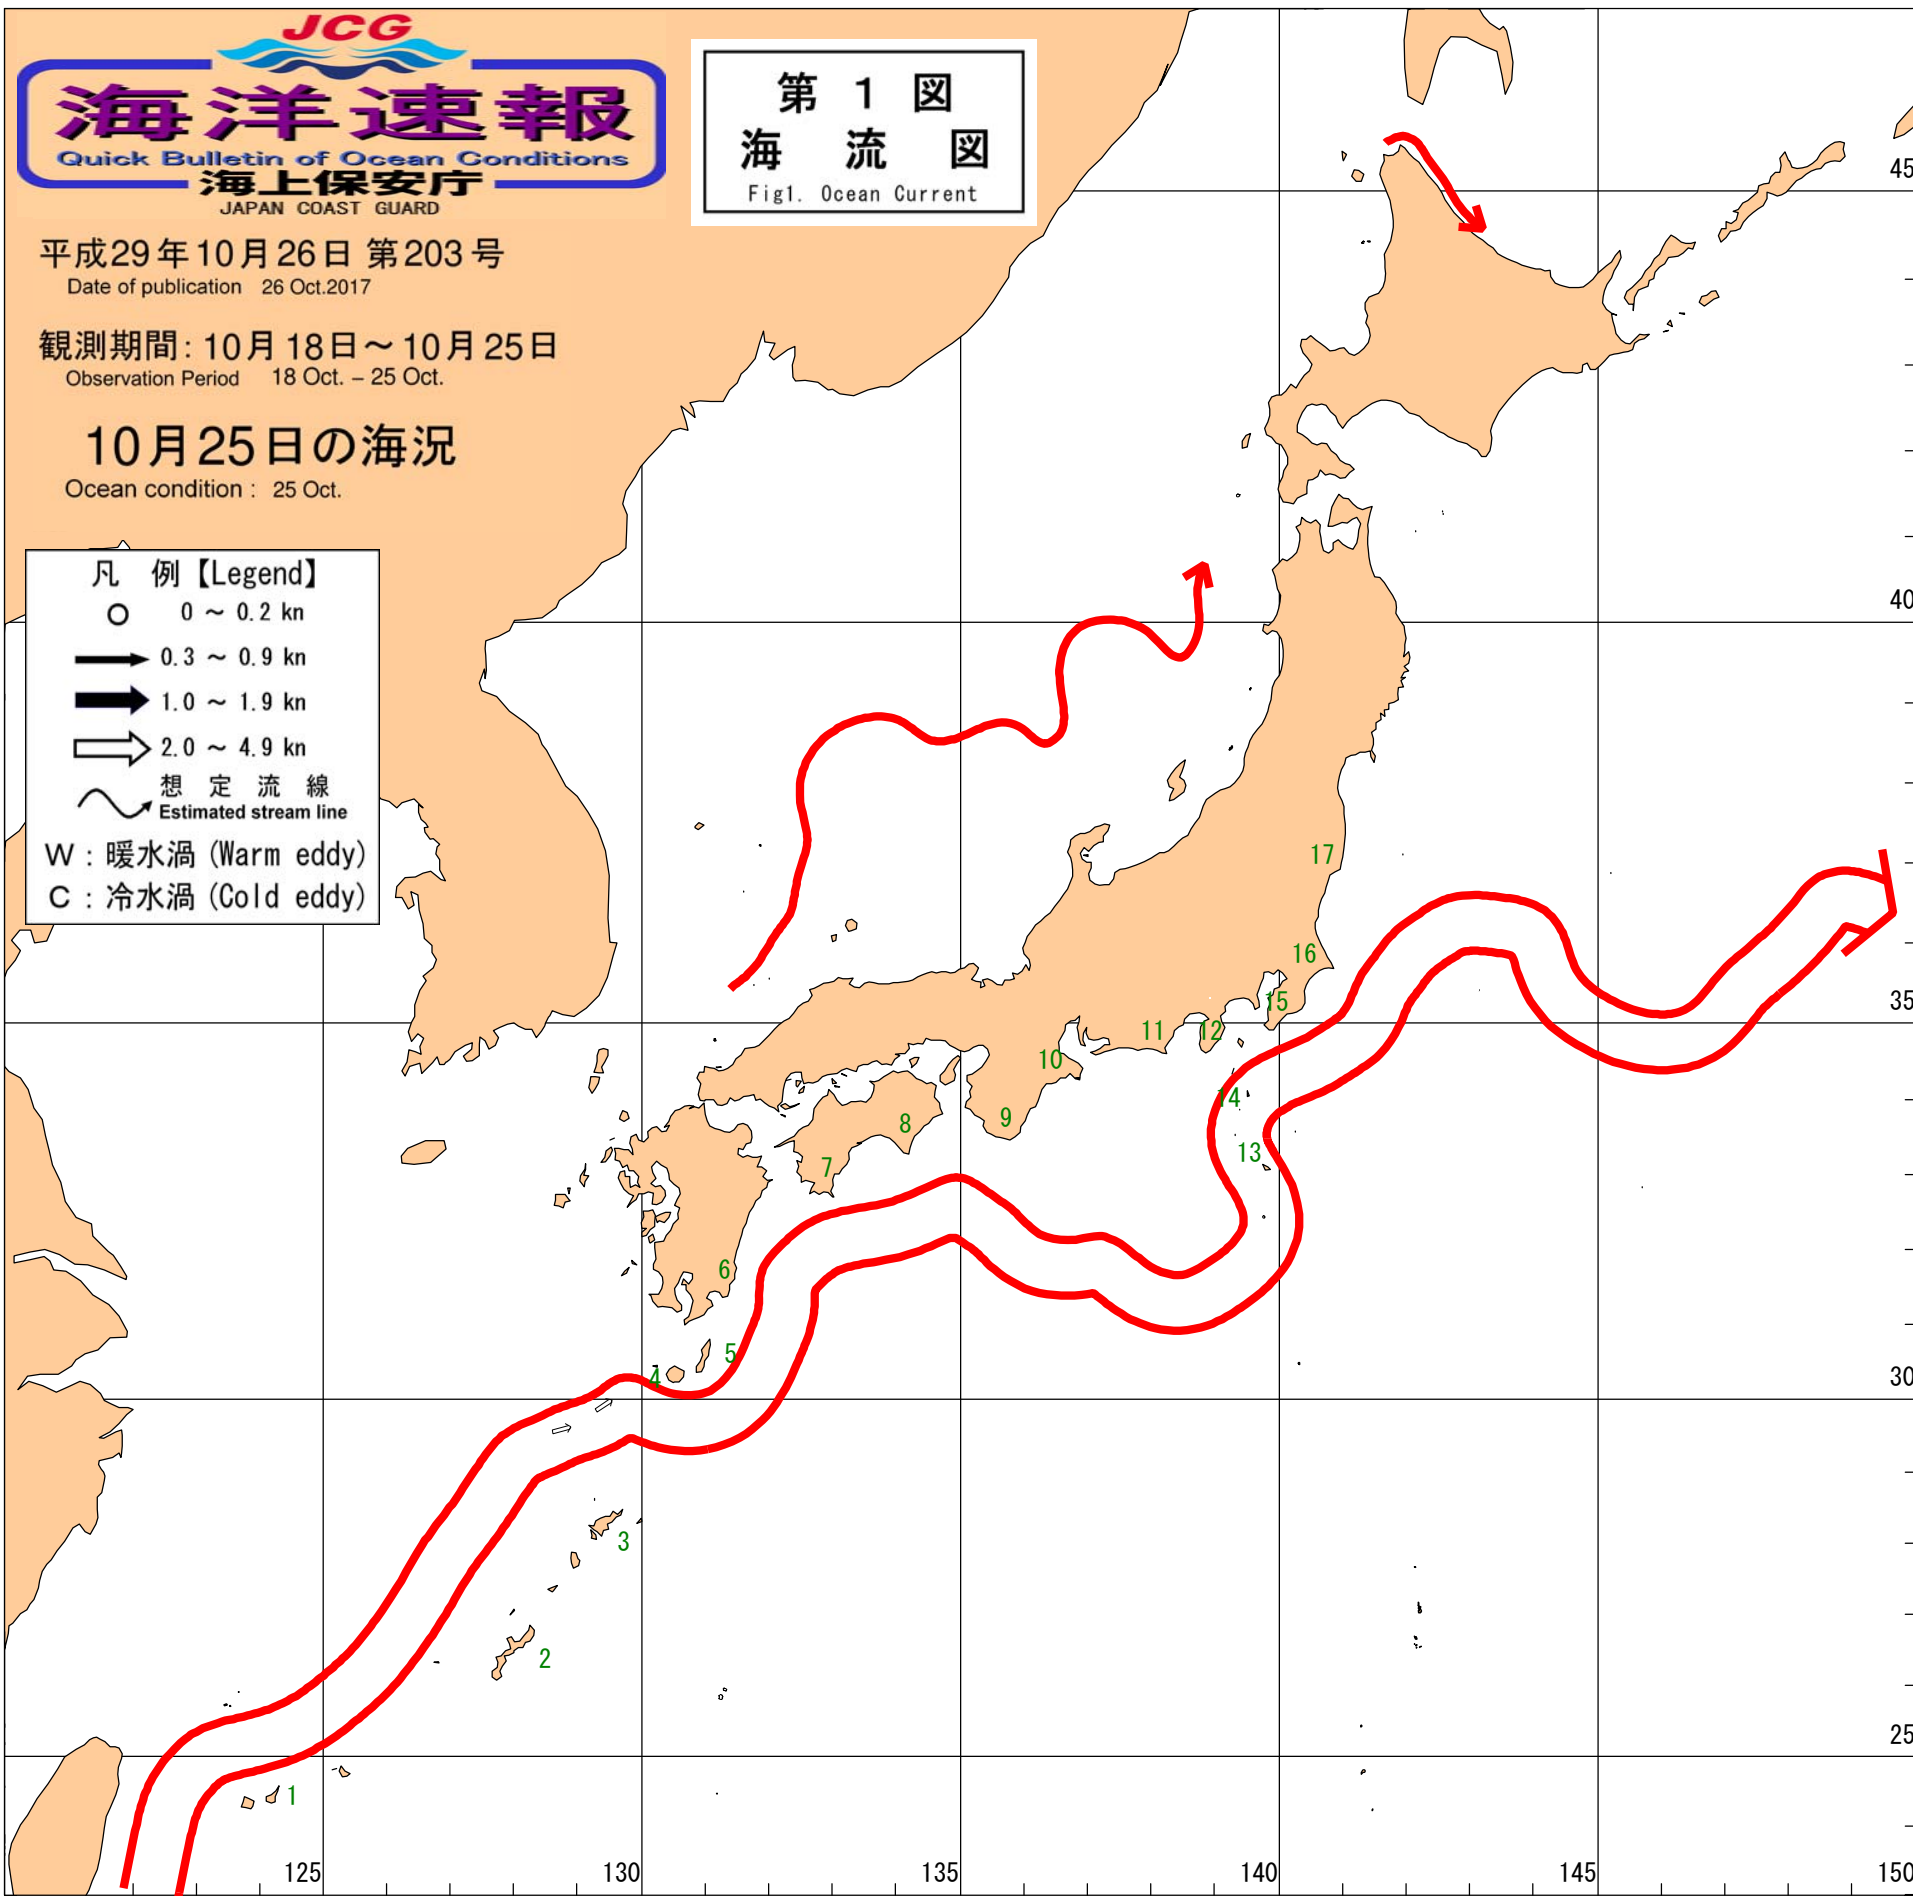 JCG
海洋速報
Quick Bulletin of Ocean Conditions
海上保安庁
JAPAN COAST GUARD
第 1 図
海 流 図
Fig1. Ocean Current
平成29年10月26日 第203号
Date of publication 26 Oct.2017
観測期間: 10月18日～10月25日
Observation Period 18 Oct. – 25 Oct.
10月25日の海況
Ocean condition : 25 Oct.
凡 例【Legend】
0 ～ 0.2 kn
0.3 ～ 0.9 kn
1.0 ～ 1.9 kn
2.0 ～ 4.9 kn
想 定 流 線
Estimated stream line
W : 暖水渦 (Warm eddy)
C : 冷水渦 (Cold eddy)
45
40
17
16
35
15
11
12
10
14
9
8
13
7
6
5
4
30
3
2
25
1
125
130
135
140
145
150